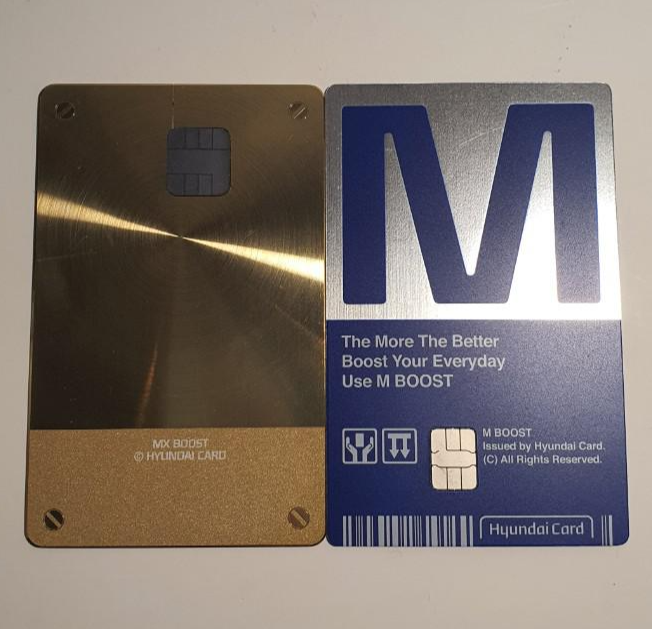 MX BOOST
© HYUNDAI CARD
M
The More The Better
Boost Your Everyday
Use M BOOST
M BOOST
Issued by Hyundai Card.
(C) All Rights Reserved.
Hyundai Card